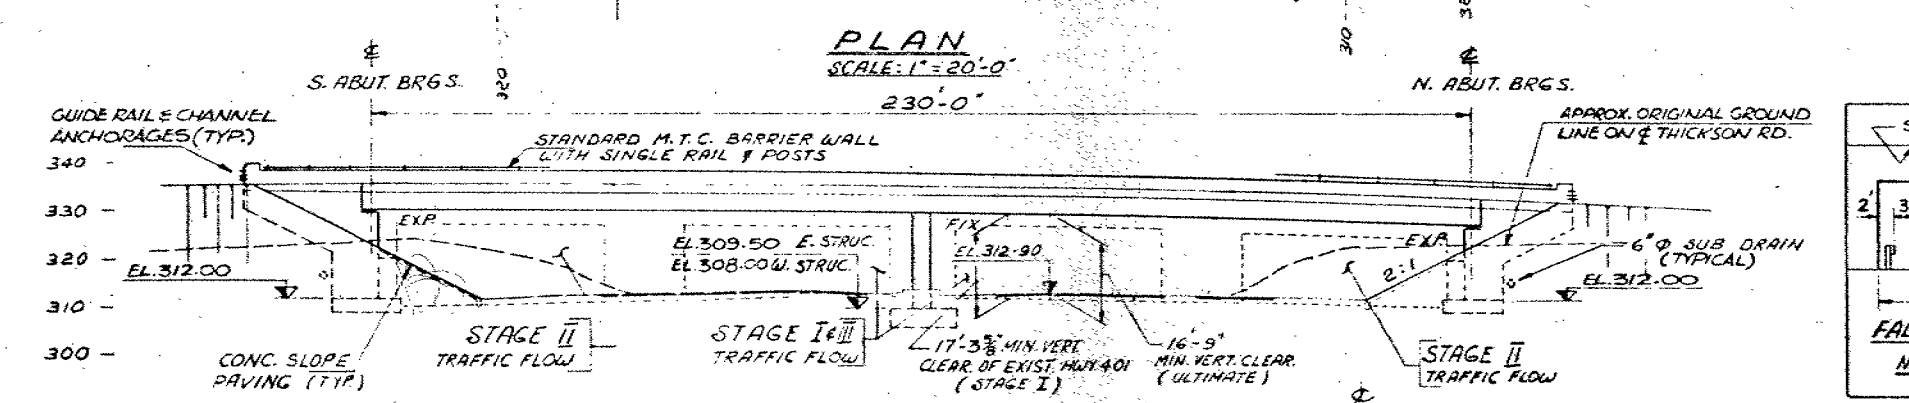 PLAN
SCALE: 1" = 20'-0"
320
310
℄
S. ABUT. BRGS.
℄
N. ABUT. BRGS.
230'-0"
GUIDE RAIL & CHANNEL
ANCHORAGES (TYP.)
STANDARD M.T.C. BARRIER WALL
WITH SINGLE RAIL & POSTS
APPROX. ORIGINAL GROUND
LINE ON ℄ THICKSON RD.
340
330
320
310
300
EXP.
FIX.
EXP.
EL.309.50 E. STRUC.
EL.308.00 W. STRUC.
EL. 312.90
EL.312.00
2:1
6"Φ SUB DRAIN
(TYPICAL)
EL.312.00
STAGE II
TRAFFIC FLOW
STAGE I & III
TRAFFIC FLOW
17'-3⅝" MIN. VERT
CLEAR. OF EXIST. HWY. 401
(STAGE I)
16'-9"
MIN. VERT. CLEAR.
(ULTIMATE)
STAGE II
TRAFFIC FLOW
CONC. SLOPE
PAVING (TYP.)
℄
S
2'
3
FAL
N